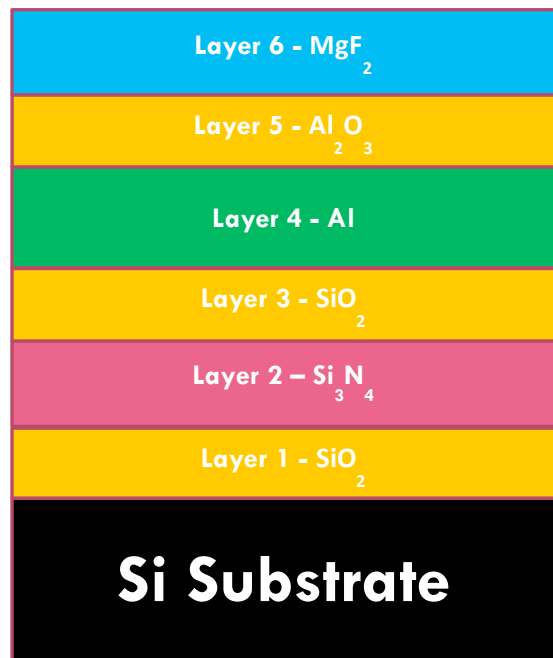 Layer 6 - MgF₂
Layer 5 - Al₂O₃
Layer 4 - Al
Layer 3 - SiO₂
Layer 2 – Si₃N₄
Layer 1 - SiO₂
Si Substrate